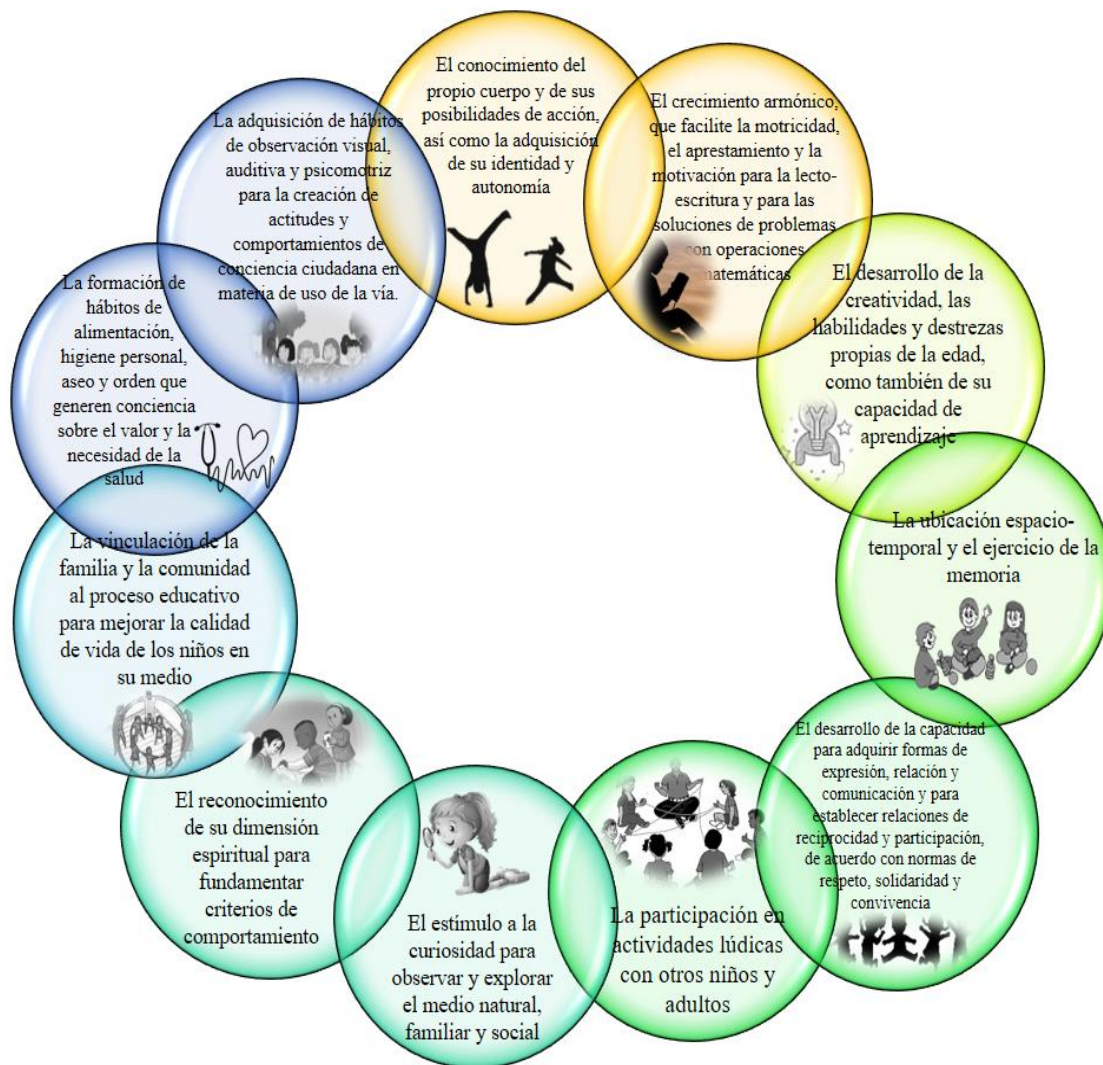 El conocimiento del
propio cuerpo y de sus
posibilidades de acción,
así como la adquisición
de su identidad y
autonomía
El crecimiento armónico,
que facilite la motricidad,
el aprestamiento y la
motivación para la lecto-
escritura y para las
soluciones de problemas
con operaciones
matemáticas
El desarrollo de la
creatividad, las
habilidades y destrezas
propias de la edad,
como también de su
capacidad de
aprendizaje
La ubicación espacio-
temporal y el ejercicio de la
memoria
El desarrollo de la capacidad
para adquirir formas de
expresión, relación y
comunicación y para
establecer relaciones de
reciprocidad y participación,
de acuerdo con normas de
respeto, solidaridad y
convivencia
La participación en
actividades lúdicas
con otros niños y
adultos
El estímulo a la
curiosidad para
observar y explorar
el medio natural,
familiar y social
El reconocimiento
de su dimensión
espiritual para
fundamentar
criterios de
comportamiento
La vinculación de la
familia y la comunidad
al proceso educativo
para mejorar la calidad
de vida de los niños en
su medio
La formación de
hábitos de
alimentación,
higiene personal,
aseo y orden que
generen conciencia
sobre el valor y la
necesidad de la
salud
La adquisición de hábitos
de observación visual,
auditiva y psicomotriz
para la creación de
actitudes y
comportamientos de
conciencia ciudadana en
materia de uso de la vía.